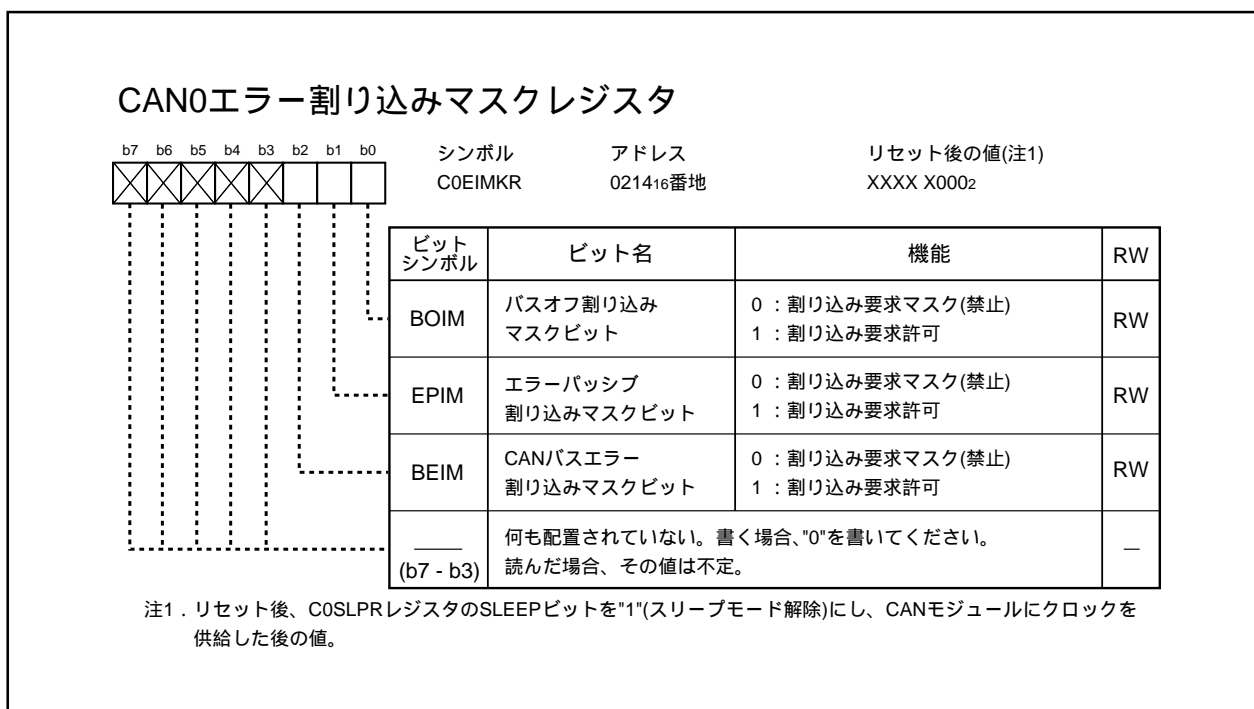 CAN0エラー割り込みマスクレジスタ
b7 b6 b5 b4 b3 b2 b1 b0
シンボル アドレス リセット後の値(注1)
C0EIMKR 021416番地 XXXX X0002
ビット
シンボル
ビット名 機能 RW
BOIM
バスオフ割り込み
マスクビット
0 :割り込み要求マスク(禁止)
1 :割り込み要求許可
RW
EPIM
エラーパッシブ
割り込みマスクビット
0 :割り込み要求マスク(禁止)
1 :割り込み要求許可
RW
BEIM
CANバスエラー
割り込みマスクビット
0 :割り込み要求マスク(禁止)
1 :割り込み要求許可
RW
(b7 - b3)
何も配置されていない。書く場合、"0"を書いてください。
読んだ場合、その値は不定。
—
注1.リセット後、C0SLPRレジスタのSLEEPビットを"1"(スリープモード解除)にし、CANモジュールにクロックを
供給した後の値。